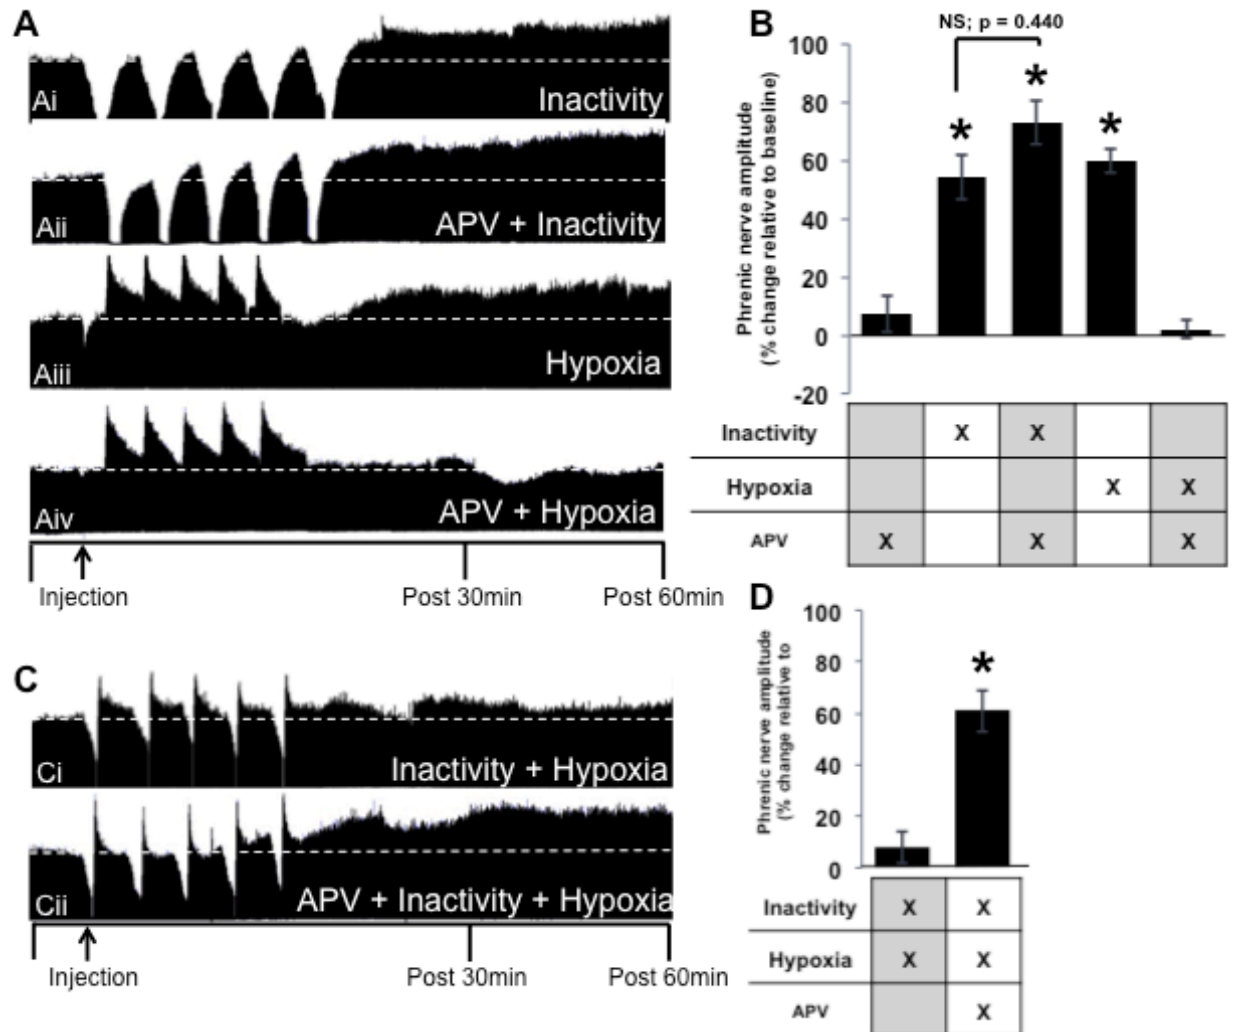 A
Ai
Inactivity
Aii
APV + Inactivity
Aiii
Hypoxia
Aiv
APV + Hypoxia
Injection
Post 30min
Post 60min
B
NS; p = 0.440
Phrenic nerve amplitude
(% change relative to baseline)
100
80
60
40
20
0
-20
*
*
*
Inactivity X X
Hypoxia X X
APV X X X
C
Ci
Inactivity + Hypoxia
Cii
APV + Inactivity + Hypoxia
Injection
Post 30min
Post 60min
D
Phrenic nerve amplitude
(% change relative to
100
80
60
40
20
0
*
Inactivity X X
Hypoxia X X
APV X